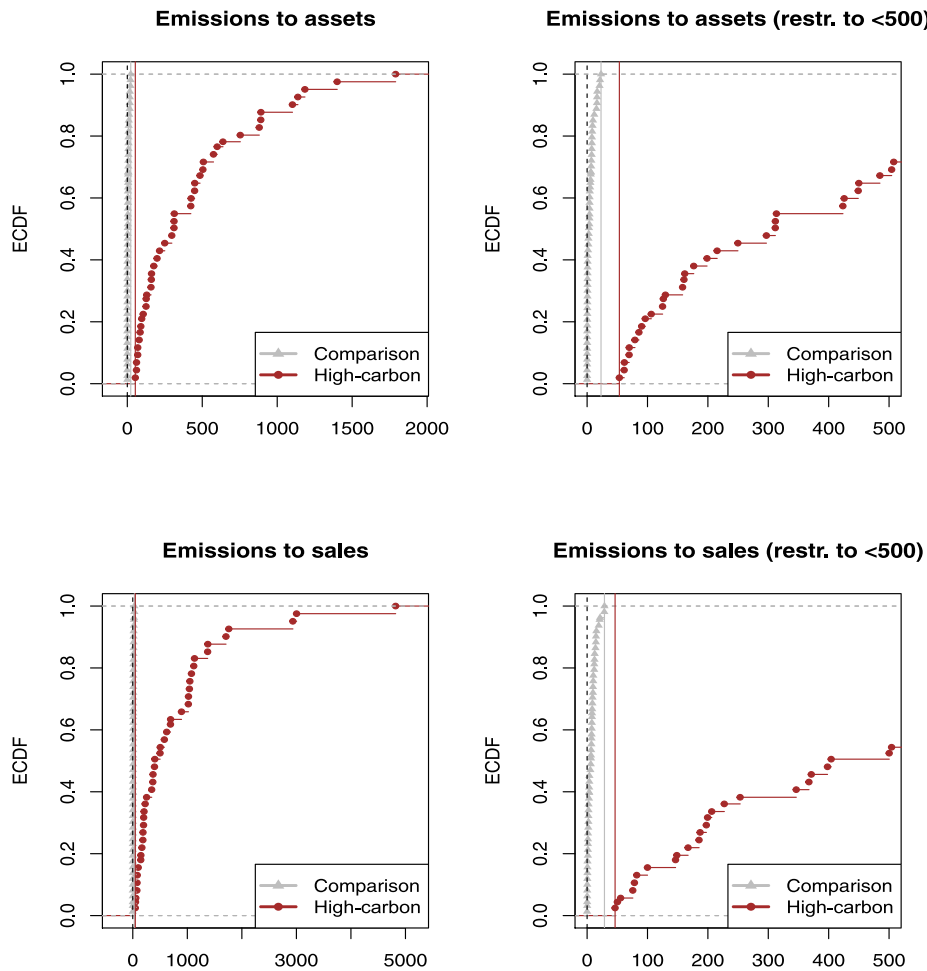 Emissions to assets
ECDF
0.0 0.2 0.4 0.6 0.8 1.0
Comparison
High-carbon
0 500 1000 1500 2000
Emissions to assets (restr. to <500)
ECDF
0.0 0.2 0.4 0.6 0.8 1.0
Comparison
High-carbon
0 100 200 300 400 500
Emissions to sales
ECDF
0.0 0.2 0.4 0.6 0.8 1.0
Comparison
High-carbon
0 1000 3000 5000
Emissions to sales (restr. to <500)
ECDF
0.0 0.2 0.4 0.6 0.8 1.0
Comparison
High-carbon
0 100 200 300 400 500